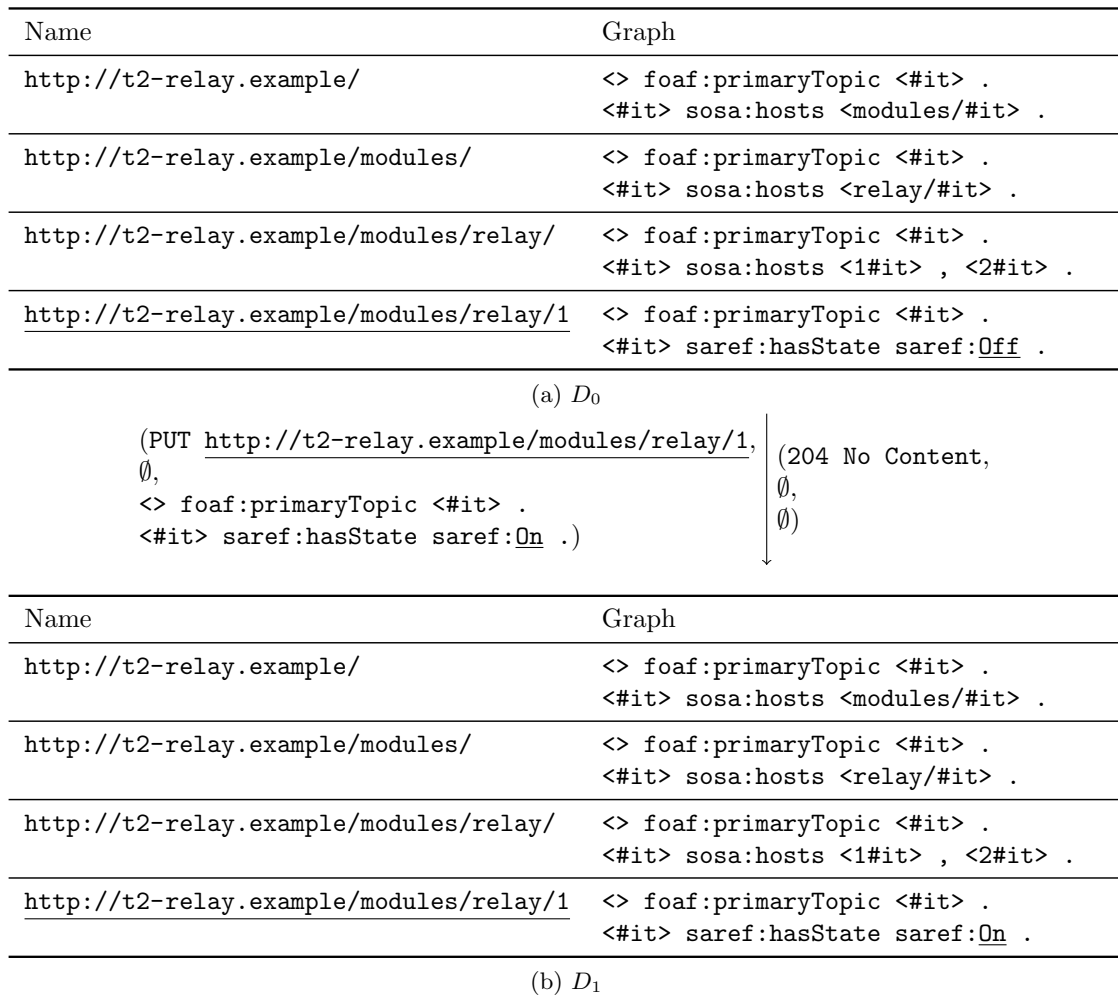 Name Graph
http://t2-relay.example/ <> foaf:primaryTopic <#it> .
<#it> sosa:hosts <modules/#it> .
http://t2-relay.example/modules/ <> foaf:primaryTopic <#it> .
<#it> sosa:hosts <relay/#it> .
http://t2-relay.example/modules/relay/ <> foaf:primaryTopic <#it> .
<#it> sosa:hosts <1#it> , <2#it> .
http://t2-relay.example/modules/relay/1 <> foaf:primaryTopic <#it> .
<#it> saref:hasState saref:Off .
(a) D₀
(PUT http://t2-relay.example/modules/relay/1,
∅,
<> foaf:primaryTopic <#it> .
<#it> saref:hasState saref:On .)
(204 No Content,
∅,
∅)
Name Graph
http://t2-relay.example/ <> foaf:primaryTopic <#it> .
<#it> sosa:hosts <modules/#it> .
http://t2-relay.example/modules/ <> foaf:primaryTopic <#it> .
<#it> sosa:hosts <relay/#it> .
http://t2-relay.example/modules/relay/ <> foaf:primaryTopic <#it> .
<#it> sosa:hosts <1#it> , <2#it> .
http://t2-relay.example/modules/relay/1 <> foaf:primaryTopic <#it> .
<#it> saref:hasState saref:On .
(b) D₁